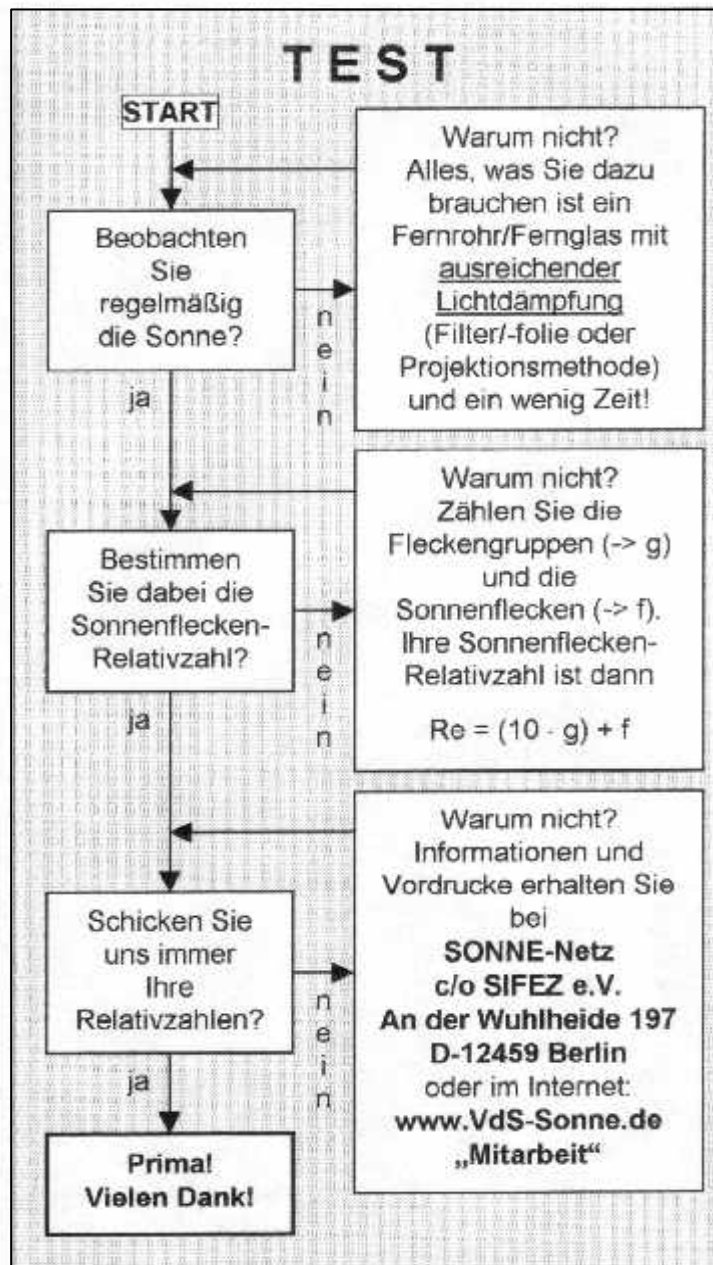 TEST
START
Beobachten
Sie
regelmäßig
die Sonne?
ja
nein
Warum nicht?
Alles, was Sie dazu
brauchen ist ein
Fernrohr/Fernglas mit
ausreichender
Lichtdämpfung
(Filter/-folie oder
Projektionsmethode)
und ein wenig Zeit!
Bestimmen
Sie dabei die
Sonnenflecken-
Relativzahl?
ja
nein
Warum nicht?
Zählen Sie die
Fleckengruppen (-> g)
und die
Sonnenflecken (-> f).
Ihre Sonnenflecken-
Relativzahl ist dann
Re = (10 · g) + f
Schicken Sie
uns immer
Ihre
Relativzahlen?
ja
nein
Warum nicht?
Informationen und
Vordrucke erhalten Sie
bei
SONNE-Netz
c/o SIFEZ e.V.
An der Wuhlheide 197
D-12459 Berlin
oder im Internet:
www.VdS-Sonne.de
„Mitarbeit“
Prima!
Vielen Dank!